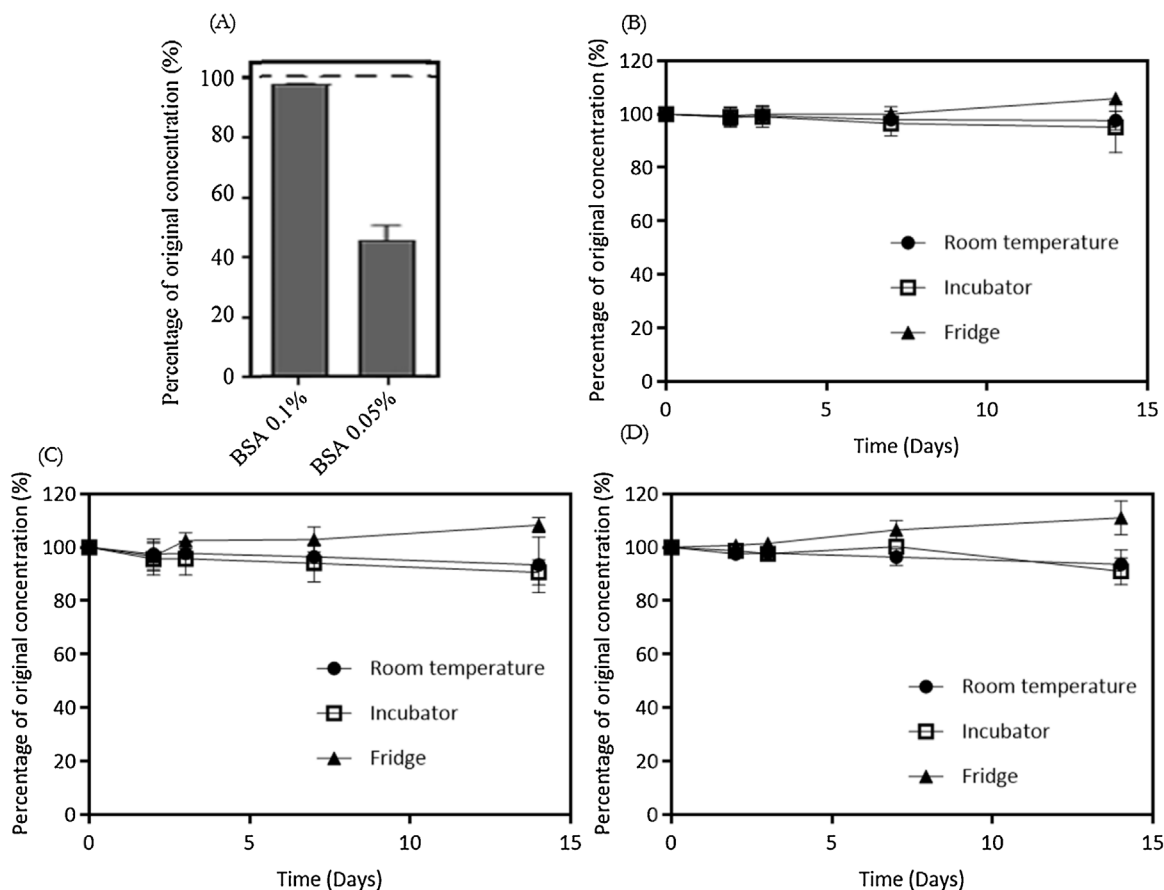 (A)
Percentage of original concentration (%)
100
80
60
40
20
0
BSA 0.1%
BSA 0.05%
(B)
Percentage of original concentration (%)
120
100
80
60
40
20
0
0
5
10
15
Room temperature
Incubator
Fridge
Time (Days)
(C)
Percentage of original concentration (%)
120
100
80
60
40
20
0
0
5
10
15
Room temperature
Incubator
Fridge
Time (Days)
(D)
Percentage of original concentration (%)
120
100
80
60
40
20
0
0
5
10
15
Room temperature
Incubator
Fridge
Time (Days)